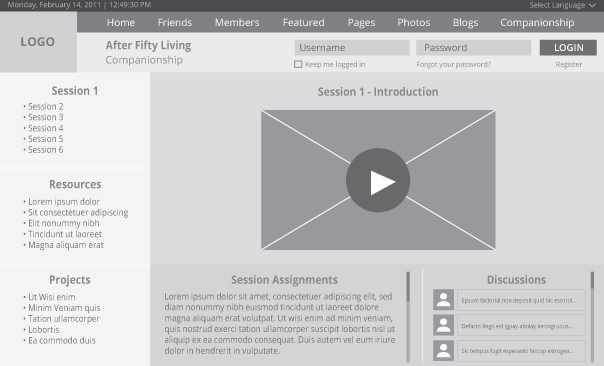 Monday, February 14, 2011 | 12:49:30 PM
Select Language
LOGO
Home Friends Members Featured Pages Photos Blogs Companionship
After Fifty Living
Companionship
Username Password LOGIN
Keep me logged in Forgot your password? Register
Session 1
• Session 2
• Session 3
• Session 4
• Session 5
• Session 6
Resources
• Lorem ipsum dolor
• Sit consectetuer adipiscing
• Elit nonummy nibh
• Tincidunt ut laoreet
• Magna aliquam erat
Projects
• Ut Wisi enim
• Minim Veniam quis
• Tation ullamcorper
• Lobortis
• Ea commodo duis
Session 1 - Introduction
Session Assignments
Lorem ipsum dolor sit amet, consectetuer adipiscing elit, sed
diam nonummy nibh euismod tincidunt ut laoreet dolore
magna aliquam erat volutpat. Ut wisi enim ad minim veniam,
quis nostrud exerci tation ullamcorper suscipit lobortis nisl ut
aliquip ex ea commodo consequat. Duis autem vel eum iriure
dolor in hendrerit in vulputate.
Discussions
Epsum factorial non deposit quid hic escorol...
Defacto lingo est igpay atinlay incongruous...
Sic tempus fugit esperanto hiccup estrogen...